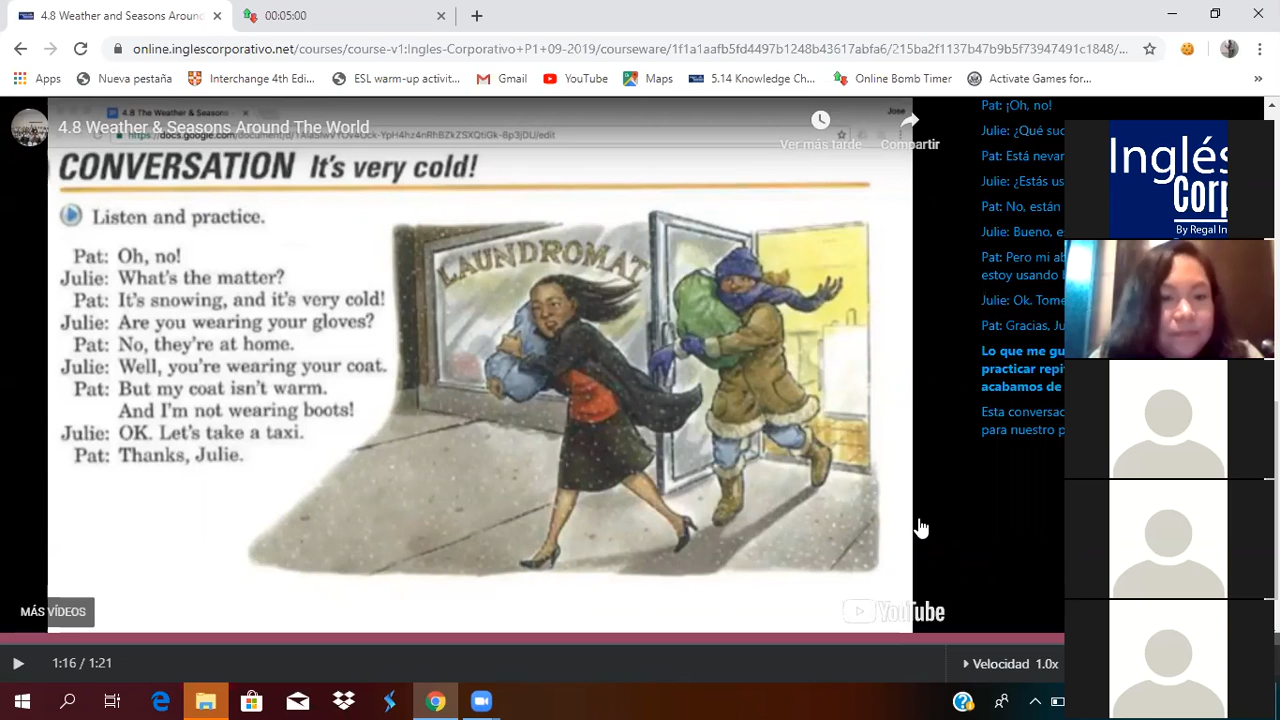 4.8 Weather and Seasons Around
00:05:00
online.inglescorporativo.net/courses/course-v1:Ingles-Corporativo+P1+09-2019/courseware/1f1a1aafb5fd4497b1248b43617abfa6/215ba2f1137b47b9b5f73947491c1848/...
Apps
Nueva pestaña
Interchange 4th Edi...
ESL warm-up activit...
Gmail
YouTube
Maps
5.14 Knowledge Ch...
Online Bomb Timer
Activate Games for...
»
4.8 The Weather & Seasons
Jose
4.8 Weather & Seasons Around The World
Ver más tarde
Compartir
CONVERSATION It's very cold!
Listen and practice.
Pat: Oh, no!
Julie: What's the matter?
Pat: It's snowing, and it's very cold!
Julie: Are you wearing your gloves?
Pat: No, they're at home.
Julie: Well, you're wearing your coat.
Pat: But my coat isn't warm.
And I'm not wearing boots!
Julie: OK. Let's take a taxi.
Pat: Thanks, Julie.
LAUNDROMAT
MÁS VÍDEOS
YouTube
1:16 / 1:21
Velocidad 1.0x
Pat: ¡Oh, no!
Julie: ¿Qué suc
Pat: Está nevar
Julie: ¿Estás us
Pat: No, están
Julie: Bueno, e
Pat: Pero mi ab
estoy usando b
Julie: Ok. Tome
Pat: Gracias, Ju
Lo que me gu
practicar repi
acabamos de
Esta conversac
para nuestro p
Inglés
Corp
By Regal In